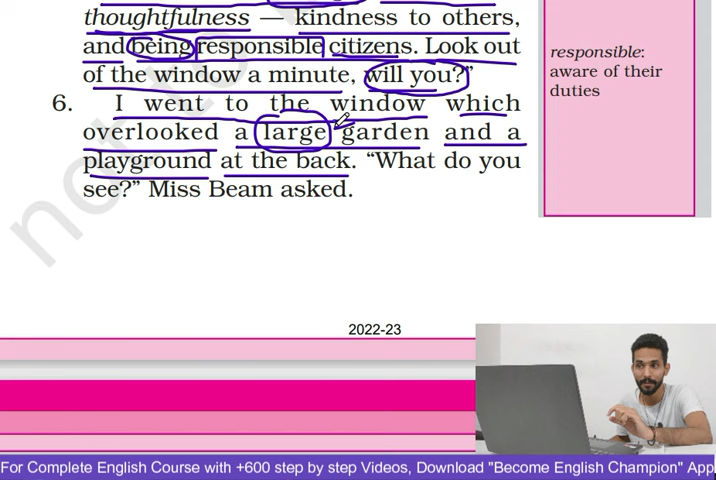 thoughtfulness — kindness to others,
and being responsible citizens. Look out
of the window a minute, will you?”
6. I went to the window which
overlooked a large garden and a
playground at the back. “What do you
see?” Miss Beam asked.
responsible:
aware of their
duties
not to
2022-23
For Complete English Course with +600 step by step Videos, Download "Become English Champion" App